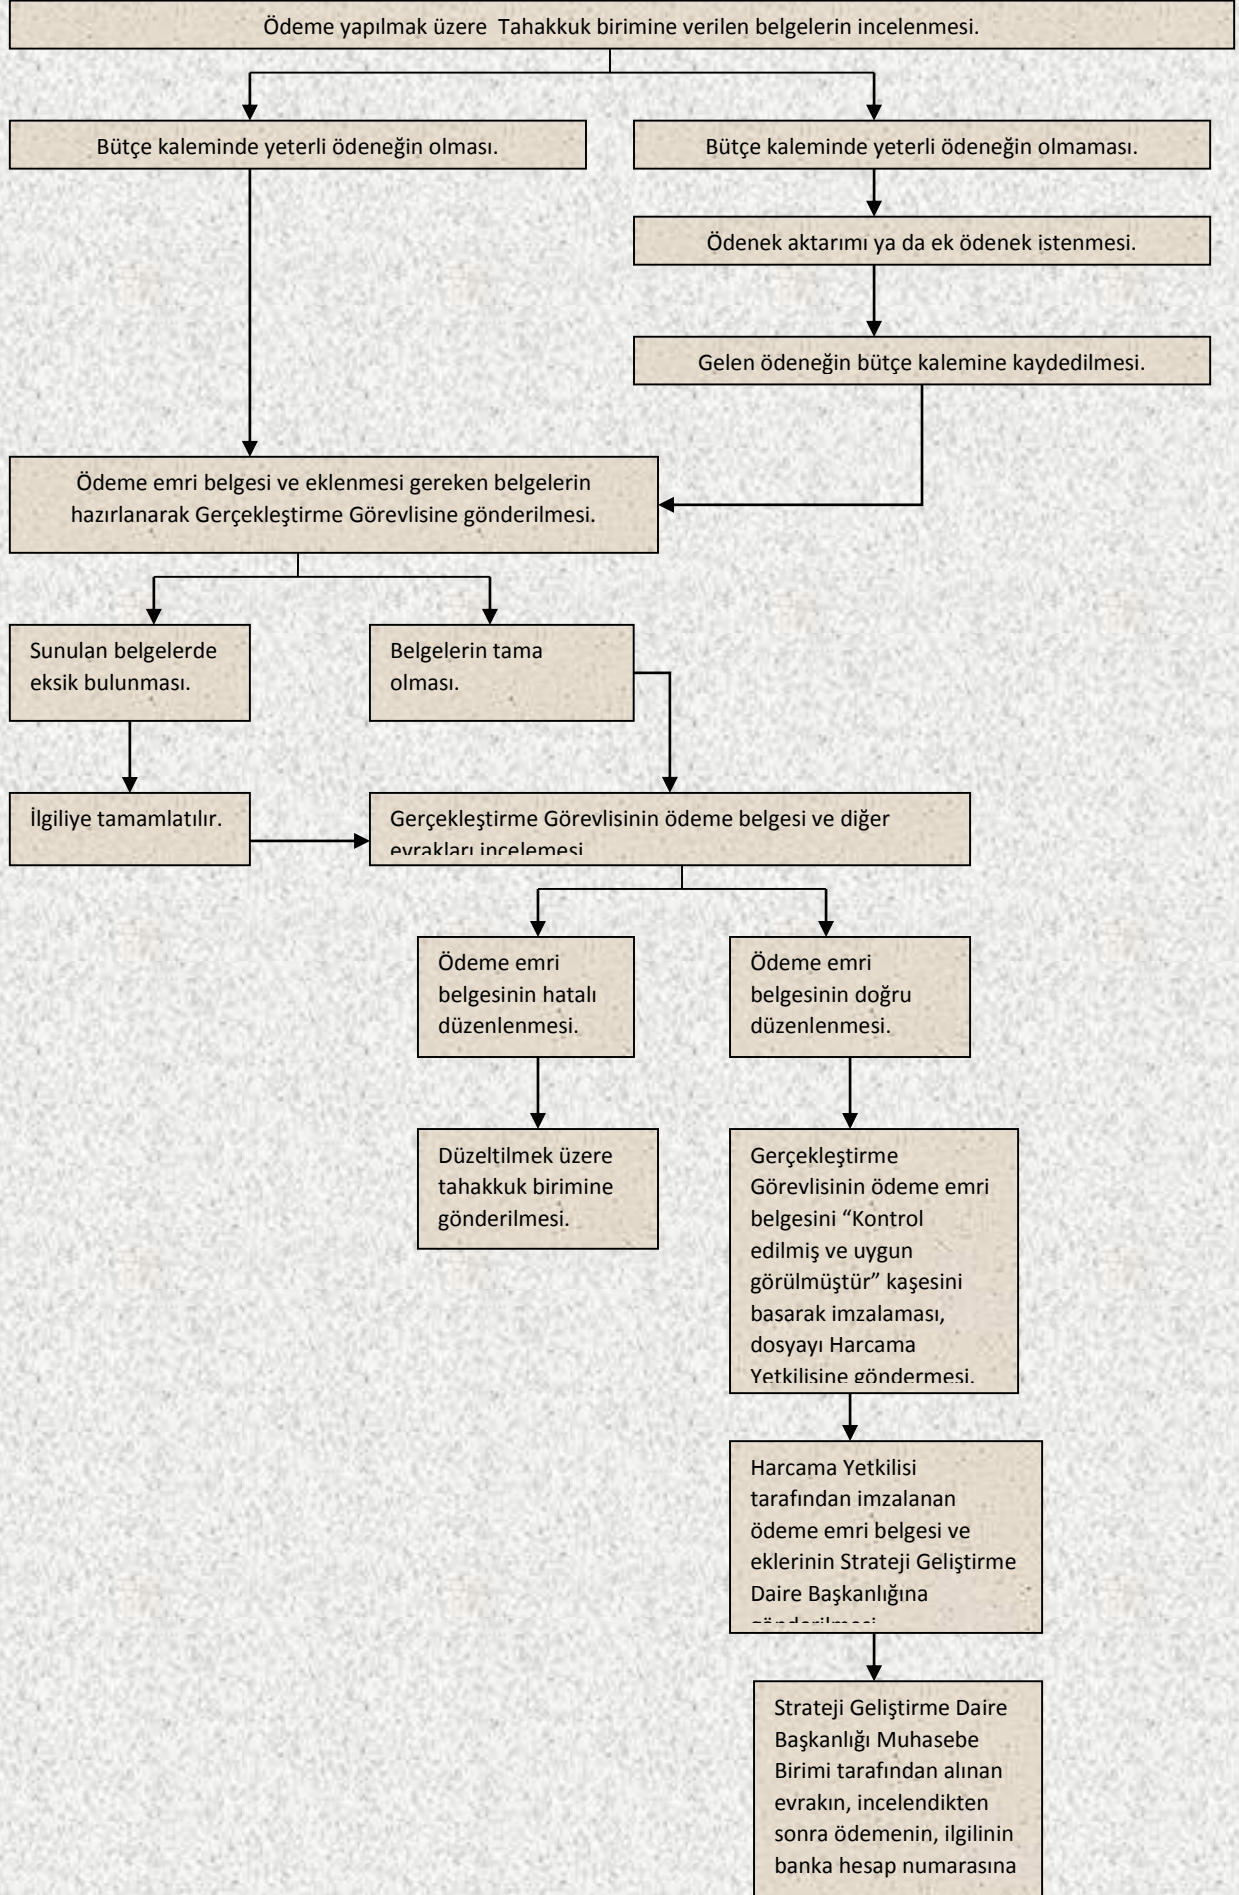 Ödeme yapılmak üzere  Tahakkuk birimine verilen belgelerin incelenmesi.
Bütçe kaleminde yeterli ödeneğin olması.
Bütçe kaleminde yeterli ödeneğin olmaması.
Ödenek aktarımı ya da ek ödenek istenmesi.
Gelen ödeneğin bütçe kalemine kaydedilmesi.
Ödeme emri belgesi ve eklenmesi gereken belgelerin
hazırlanarak Gerçekleştirme Görevlisine gönderilmesi.
Sunulan belgelerde
eksik bulunması.
Belgelerin tama
olması.
İlgiliye tamamlatılır.
Gerçekleştirme Görevlisinin ödeme belgesi ve diğer
evrakları incelemesi
Ödeme emri
belgesinin hatalı
düzenlenmesi.
Ödeme emri
belgesinin doğru
düzenlenmesi.
Düzeltilmek üzere
tahakkuk birimine
gönderilmesi.
Gerçekleştirme
Görevlisinin ödeme emri
belgesini “Kontrol
edilmiş ve uygun
görülmüştür” kaşesini
basarak imzalaması,
dosyayı Harcama
Yetkilisine göndermesi.
Harcama Yetkilisi
tarafından imzalanan
ödeme emri belgesi ve
eklerinin Strateji Geliştirme
Daire Başkanlığına
gönderilmesi
Strateji Geliştirme Daire
Başkanlığı Muhasebe
Birimi tarafından alınan
evrakın, incelendikten
sonra ödemenin, ilgilinin
banka hesap numarasına